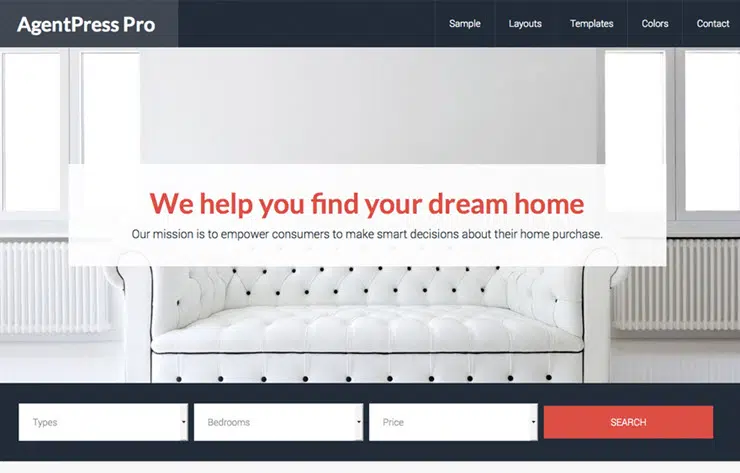 AgentPress Pro
Sample Layouts Templates Colors Contact
We help you find your dream home
Our mission is to empower consumers to make smart decisions about their home purchase.
Types Bedrooms Price SEARCH